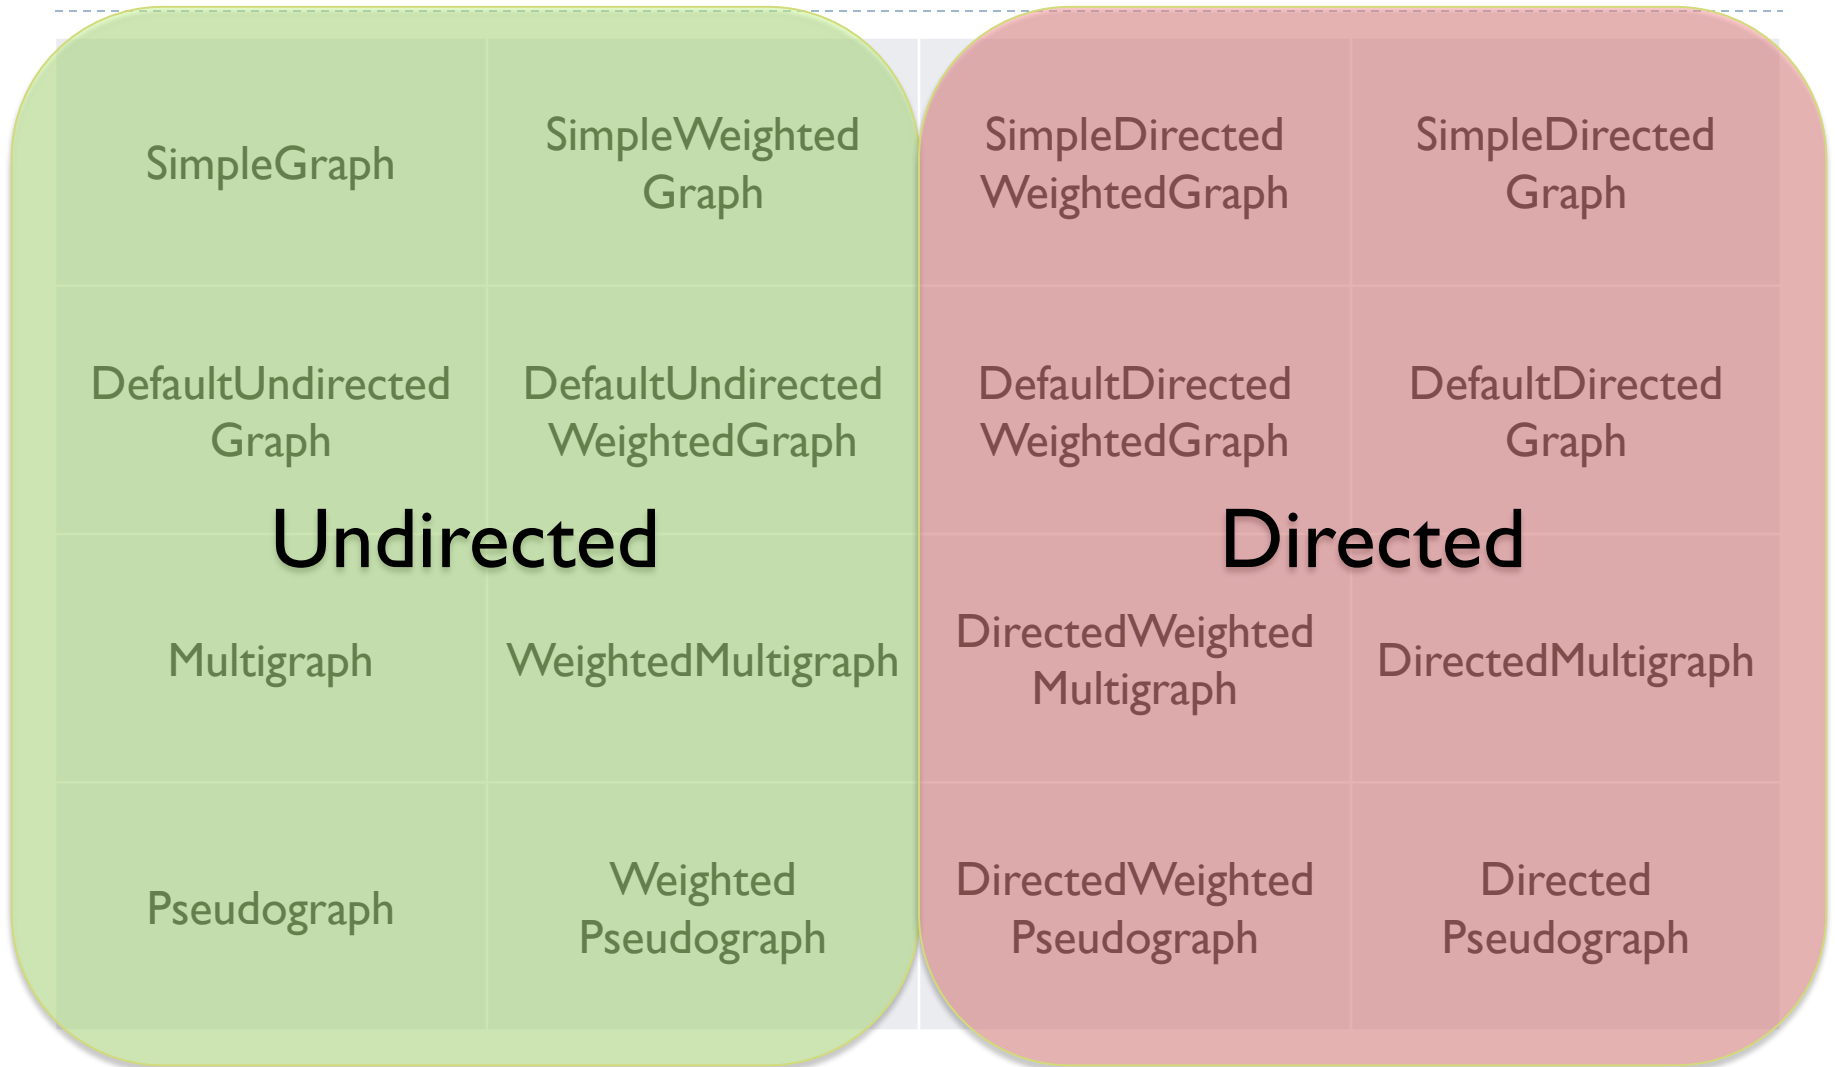 SimpleGraph
SimpleWeighted
Graph
SimpleDirected
WeightedGraph
SimpleDirected
Graph
DefaultUndirected
Graph
DefaultUndirected
WeightedGraph
DefaultDirected
WeightedGraph
DefaultDirected
Graph
Undirected
Directed
Multigraph
WeightedMultigraph
DirectedWeighted
Multigraph
DirectedMultigraph
Pseudograph
Weighted
Pseudograph
DirectedWeighted
Pseudograph
Directed
Pseudograph